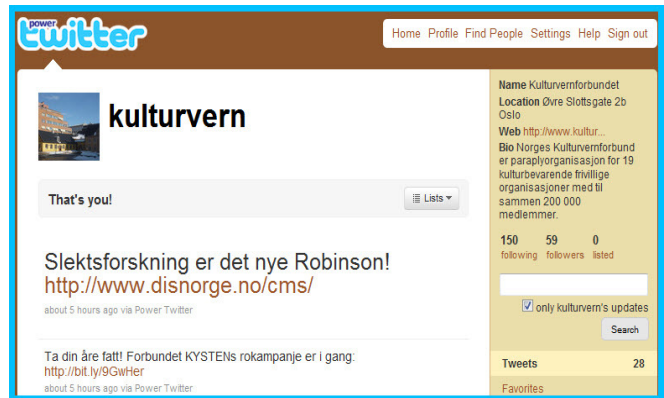 power
twitter
Home Profile Find People Settings Help Sign out
kulturvern
That's you!
Lists
Slektsforskning er det nye Robinson!
http://www.disnorge.no/cms/
about 5 hours ago via Power Twitter
Ta din åre fatt! Forbundet KYSTENs rokampanje er i gang:
http://bit.ly/9GwHer
about 5 hours ago via Power Twitter
Name Kulturvernforbundet
Location Øvre Slottsgate 2b
Oslo
Web http://www.kultur...
Bio Norges Kulturvernforbund
er paraplyorganisasjon for 19
kulturbevarende frivillige
organisasjoner med til
sammen 200 000
medlemmer.
150 59 0
following followers listed
only kulturvern's updates
Search
Tweets 28
Favorites